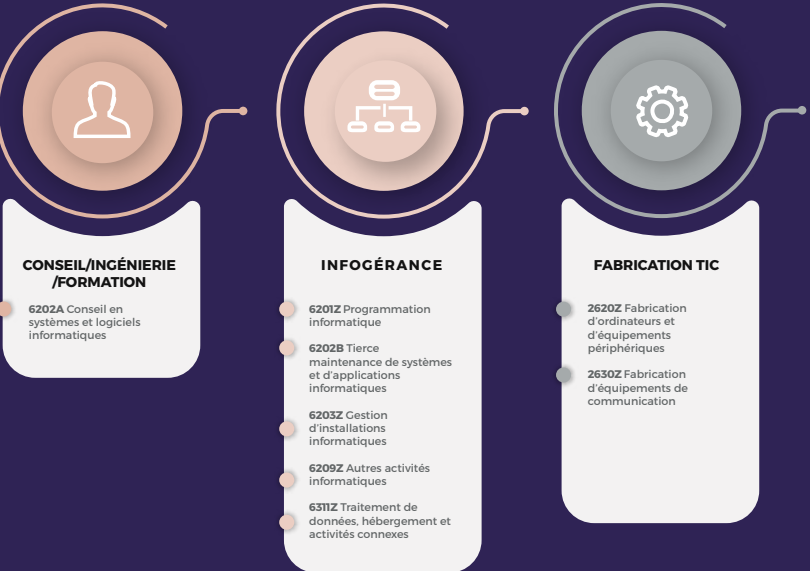 CONSEIL/INGÉNIERIE
/FORMATION
6202A Conseil en
systèmes et logiciels
informatiques
INFOGÉRANCE
6201Z Programmation
informatique
6202B Tierce
maintenance de systèmes
et d'applications
informatiques
6203Z Gestion
d'installations
informatiques
6209Z Autres activités
informatiques
6311Z Traitement de
données, hébergement et
activités connexes
FABRICATION TIC
2620Z Fabrication
d'ordinateurs et
d'équipements
périphériques
2630Z Fabrication
d'équipements de
communication